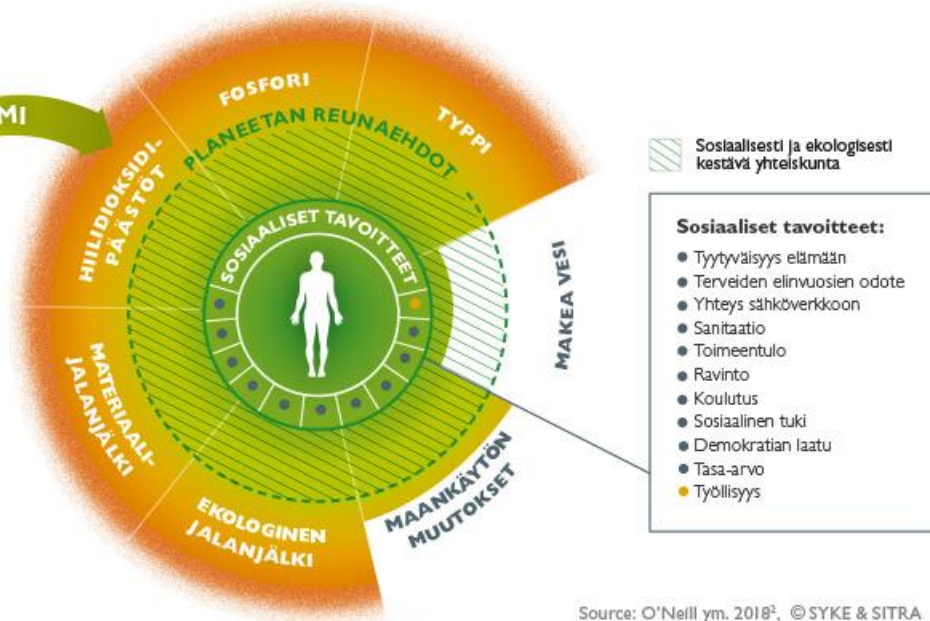 MI
FOSFORI
TYPPI
PLANEETAN REUNAEHDOT
HIILIDIOKSIDI-
PÄÄSTÖT
SOSIAALISET TAVOITTEET
MAKEA VESI
MATERIAALI-
JALANJÄLKI
EKOLOGINEN
JALANJÄLKI
MAANKÄYTÖN
MUUTOKSET
Sosiaalisesti ja ekologisesti
kestävä yhteiskunta
Sosiaaliset tavoitteet:
● Tyytyväisyys elämään
● Terveiden elinvuosien odote
● Yhteys sähköverkkoon
● Sanitaatio
● Toimeentulo
● Ravinto
● Koulutus
● Sosiaalinen tuki
● Demokratian laatu
● Tasa-arvo
● Työllisyys
Source: O'Neill ym. 2018², © SYKE & SITRA